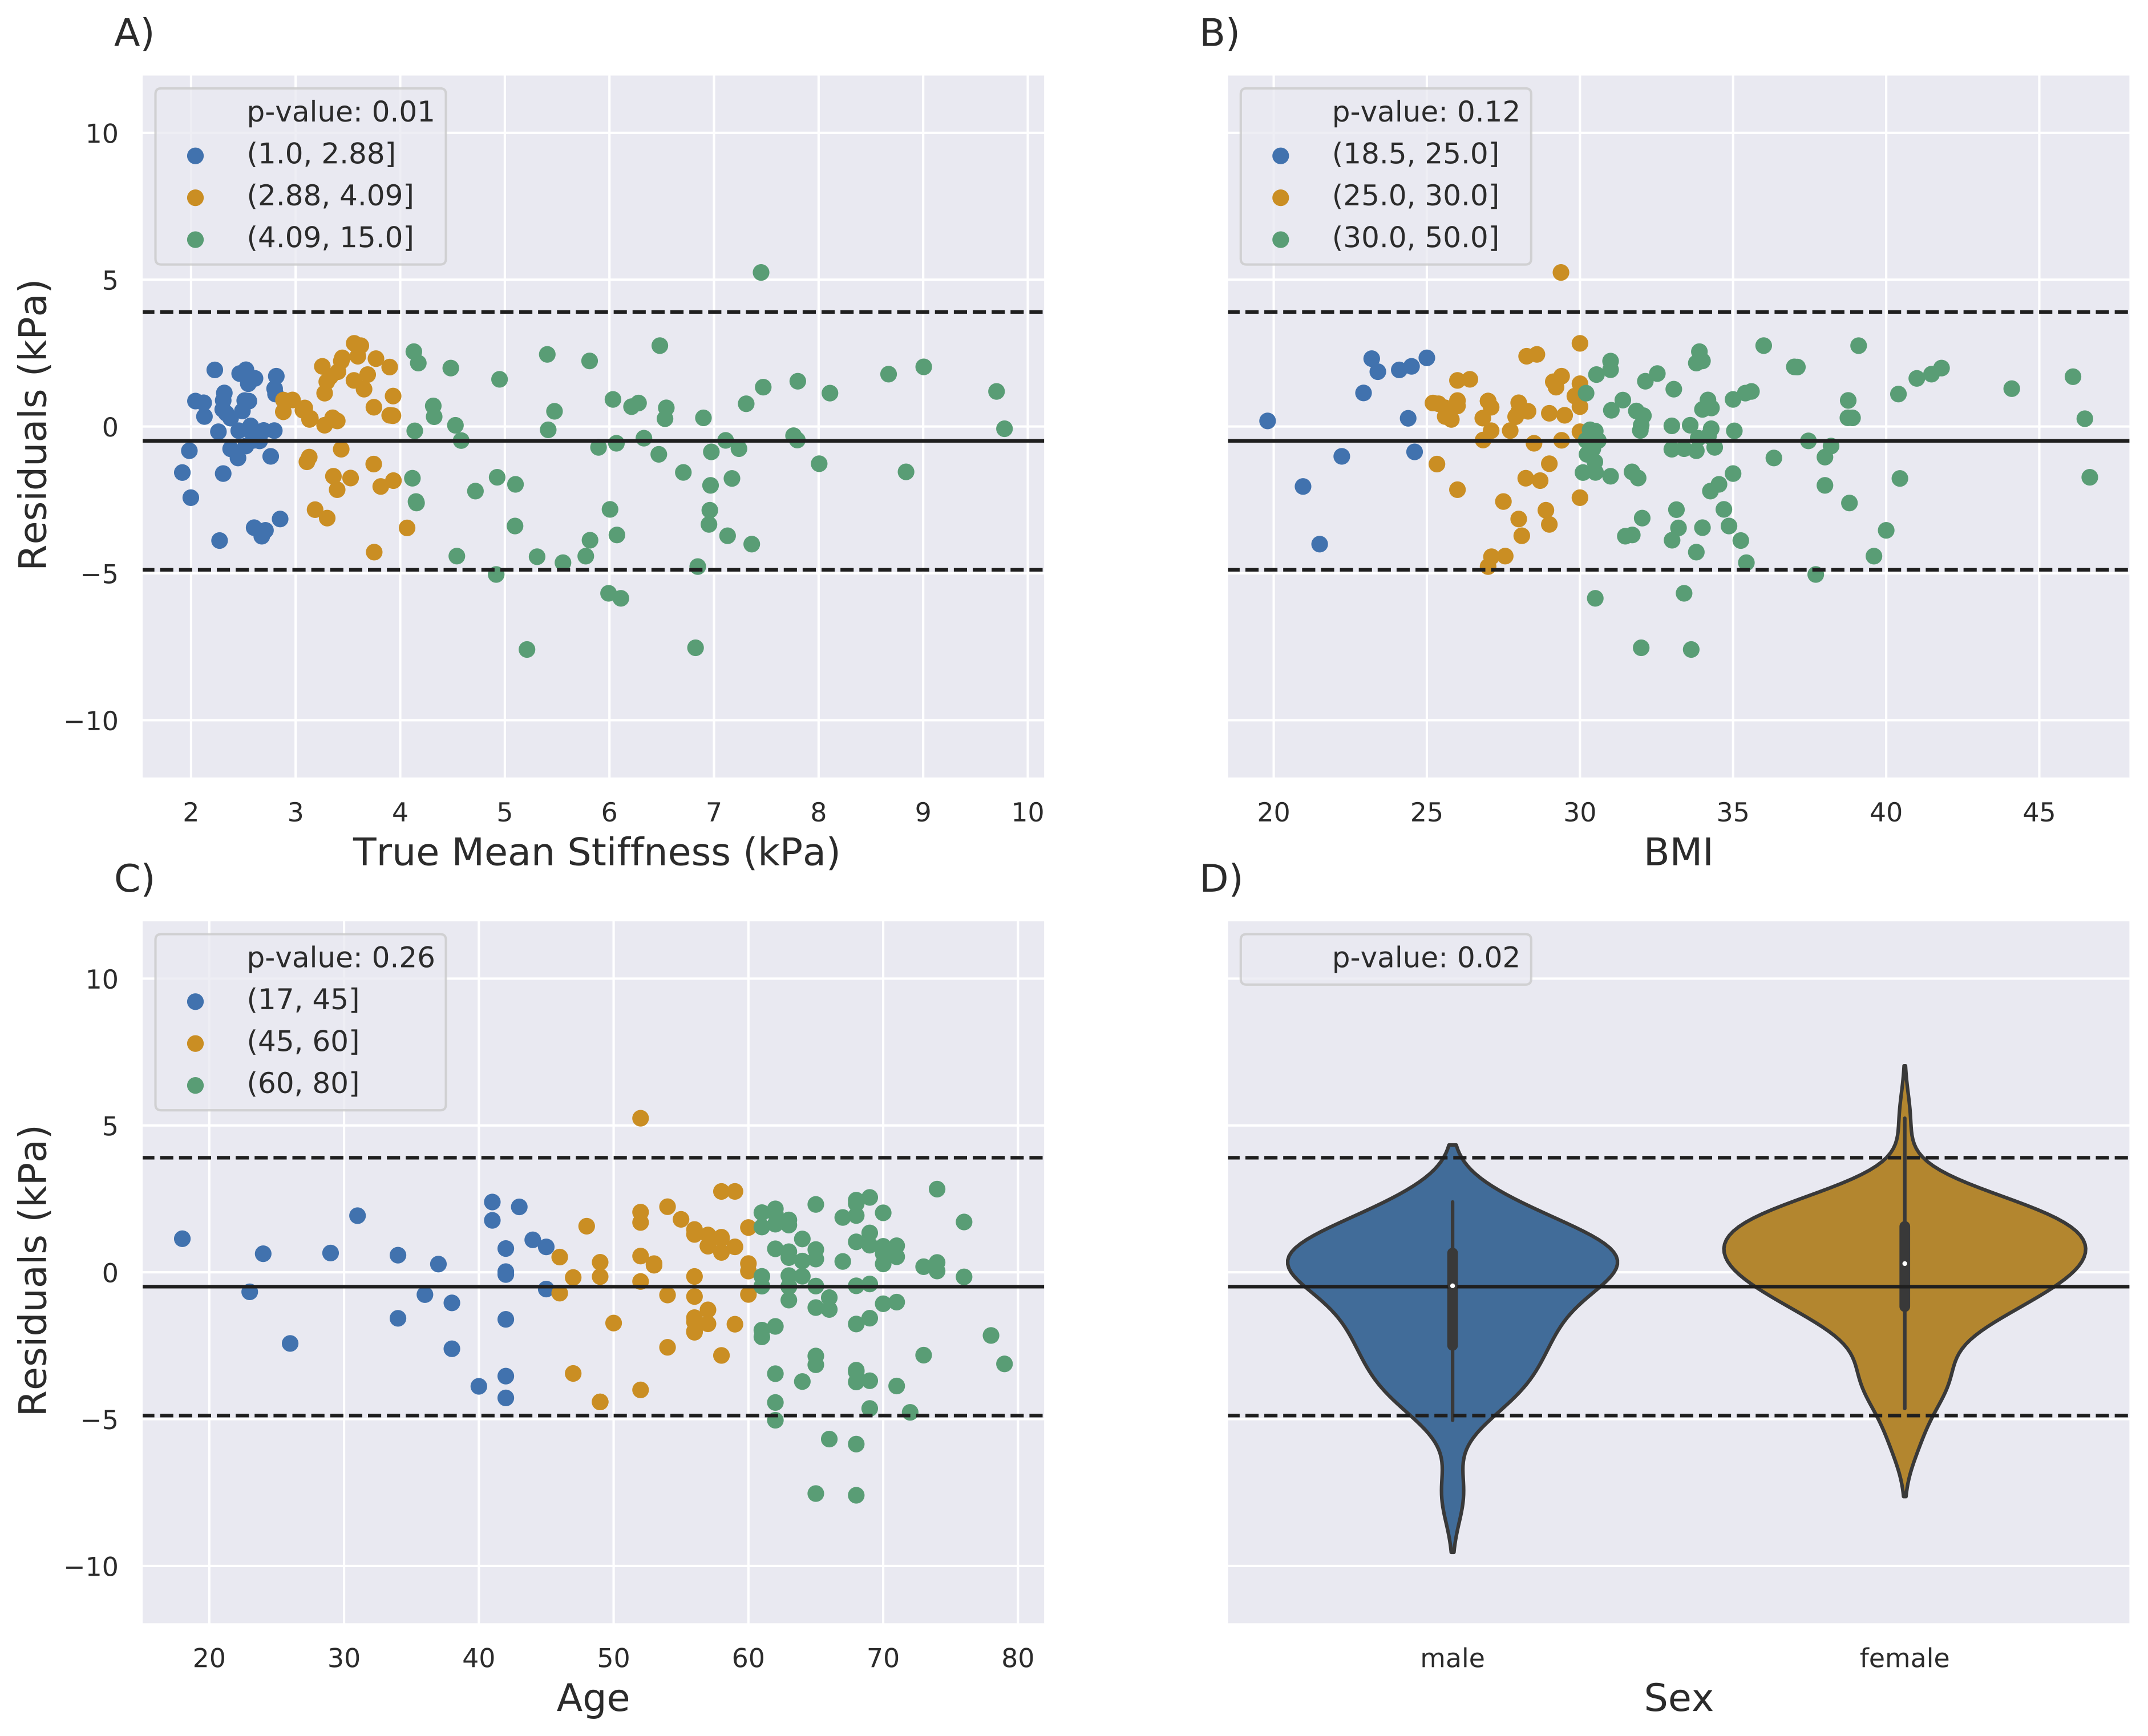 A)
p-value: 0.01
(1.0, 2.88]
(2.88, 4.09]
(4.09, 15.0]
10
5
0
−5
−10
Residuals (kPa)
2 3 4 5 6 7 8 9 10
True Mean Stiffness (kPa)
B)
p-value: 0.12
(18.5, 25.0]
(25.0, 30.0]
(30.0, 50.0]
20 25 30 35 40 45
BMI
C)
p-value: 0.26
(17, 45]
(45, 60]
(60, 80]
10
5
0
−5
−10
Residuals (kPa)
20 30 40 50 60 70 80
Age
D)
p-value: 0.02
male female
Sex